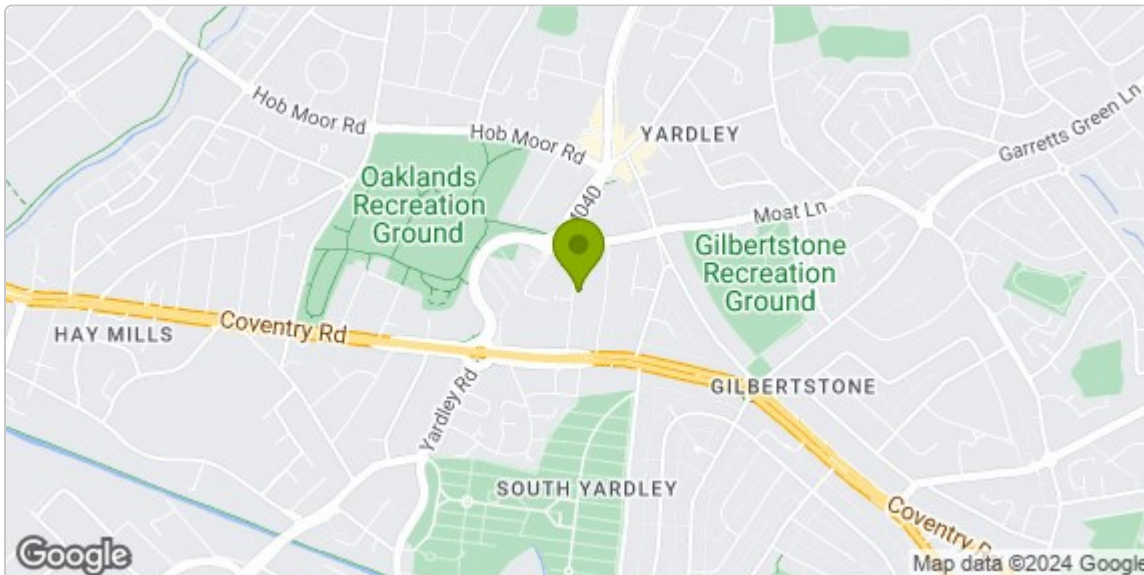 Hob Moor Rd
Hob Moor Rd
YARDLEY
Garretts Green Ln
Oaklands
Recreation
Ground
4040
Moat Ln
Gilbertstone
Recreation
Ground
Coventry Rd
HAY MILLS
GILBERTSTONE
Yardley Rd
SOUTH YARDLEY
Coventry
Google
Map data ©2024 Google